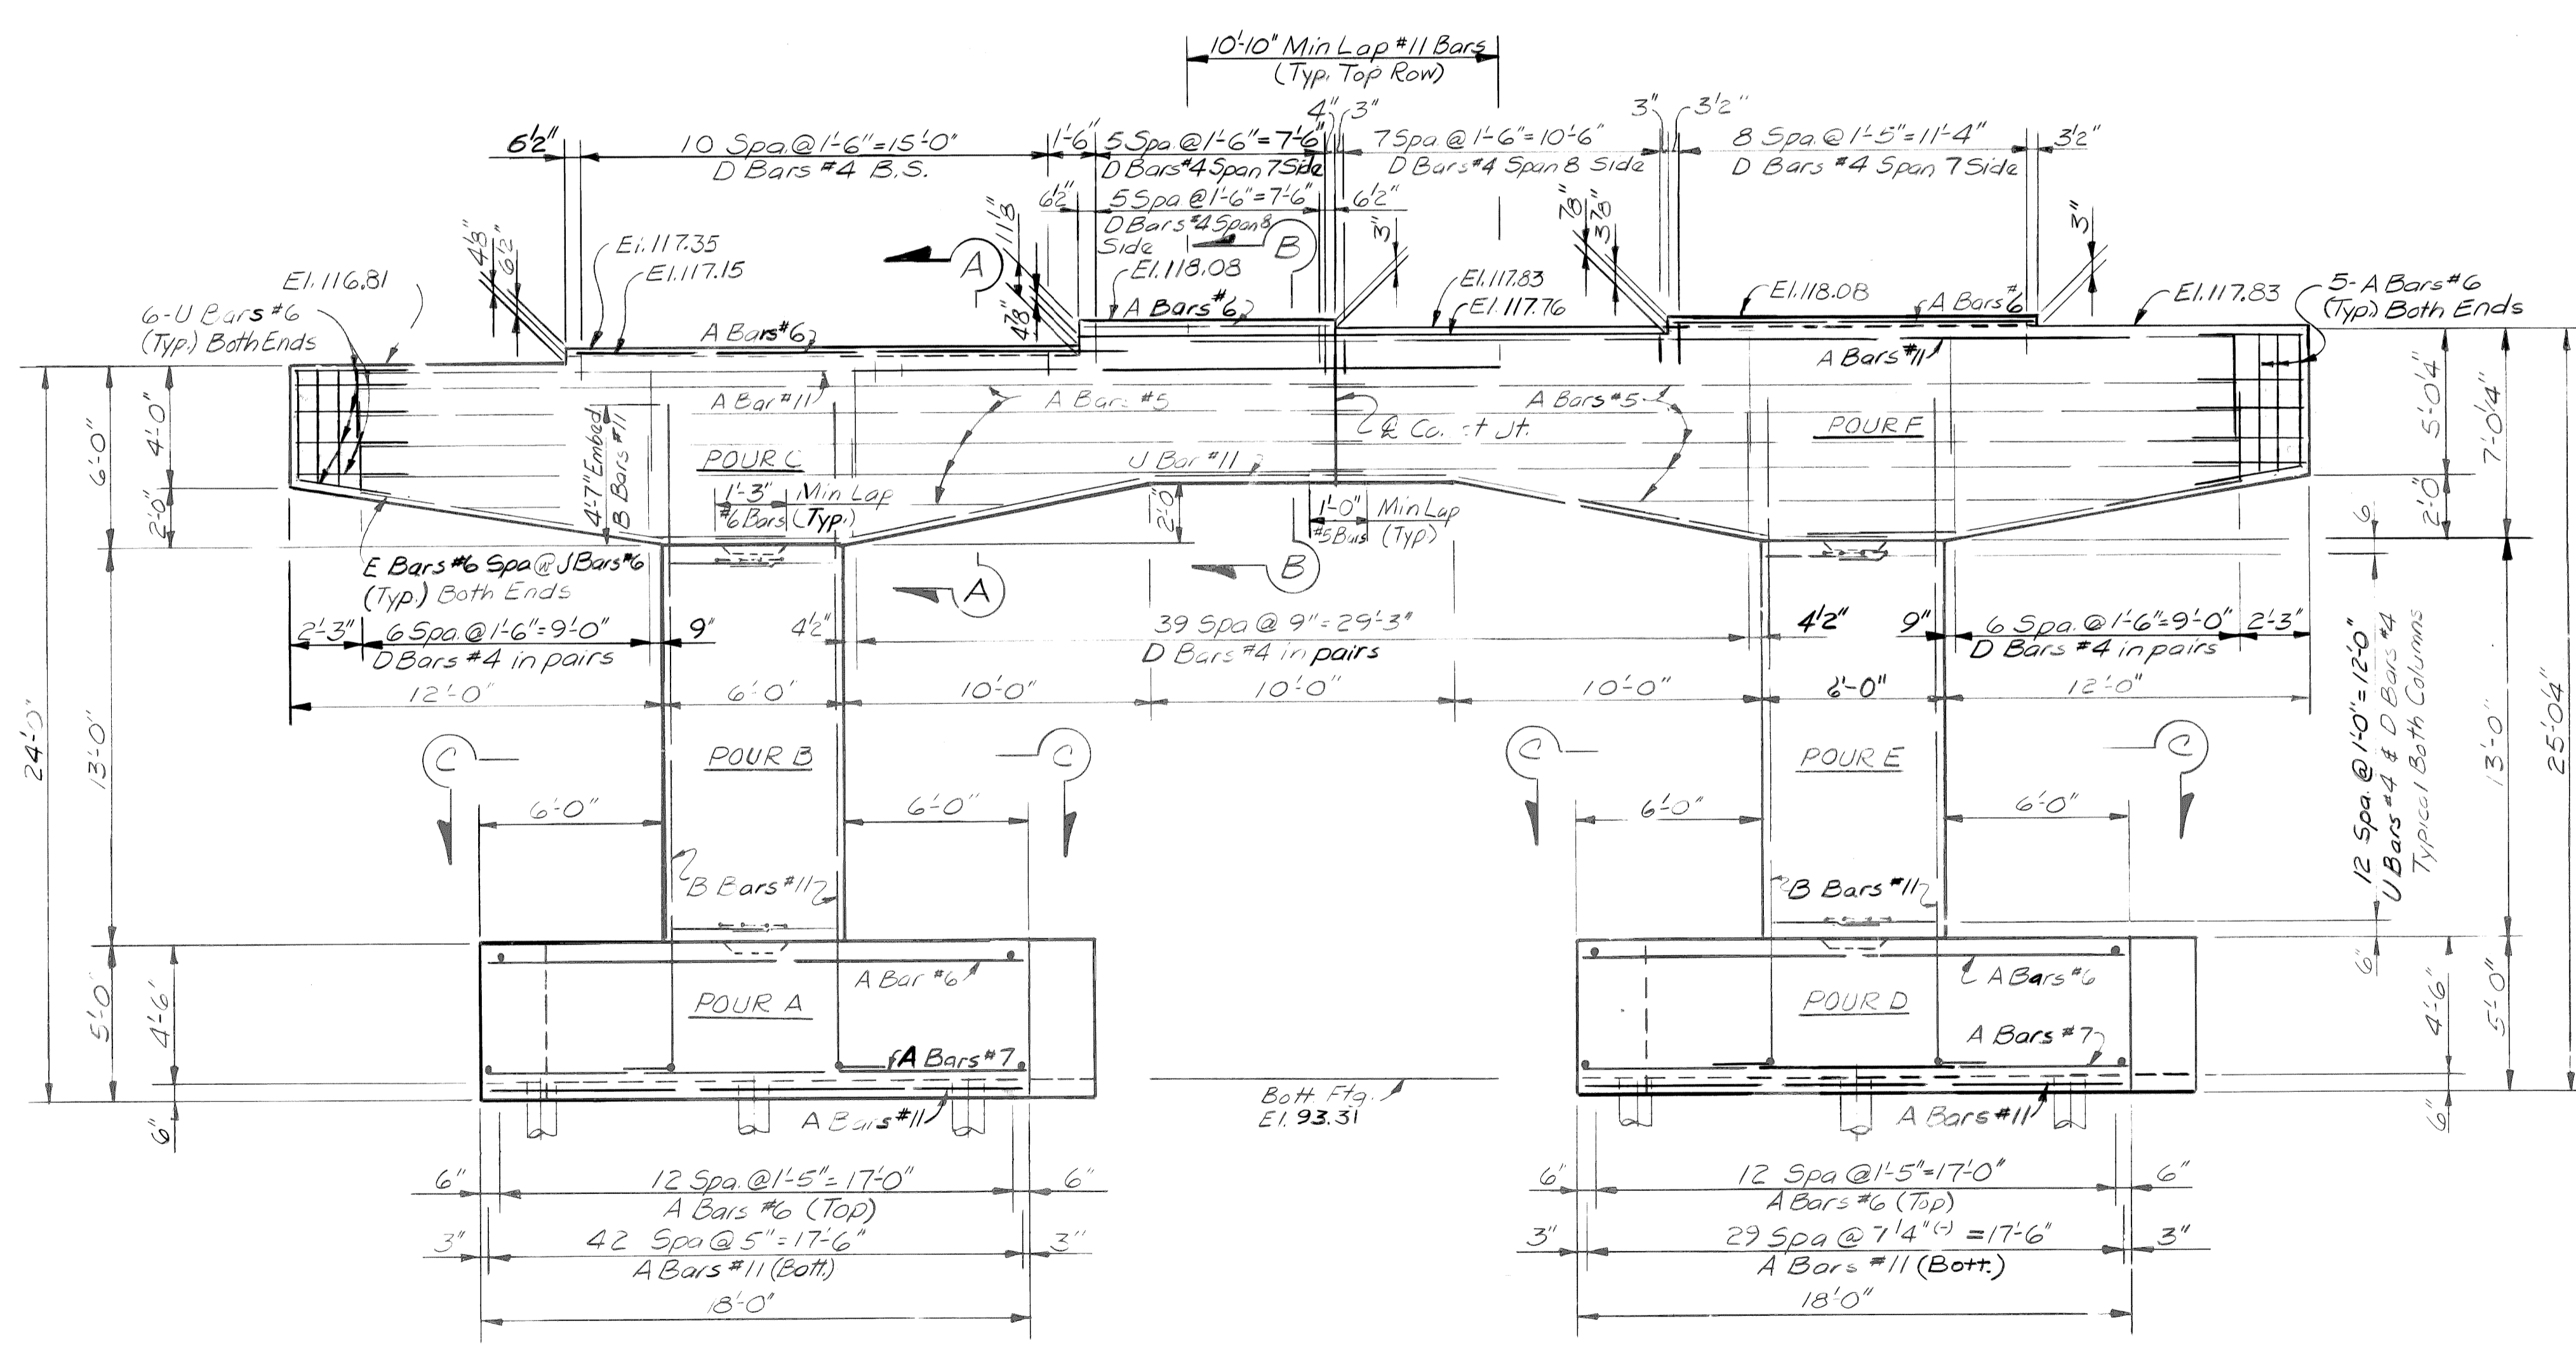 10'-10" Min Lap #11 Bars
(Typ. Top Row)
6½"
10 Spa. @ 1'-6" = 15'-0"
D Bars #4 B.S.
1'-6"
5 Spa @ 1'-6" = 7'-6"
D Bars #4 Span 7 Side
4"
3"
7 Spa @ 1'-6" = 10'-6"
D Bars #4 Span 8 Side
3"
3½"
8 Spa @ 1'-5" = 11'-4"
D Bars #4 Span 7 Side
3½"
6½"
5 Spa @ 1'-6" = 7'-6"
D Bars #4 Span 8
Side
6½"
4⅛"
6½"
11⅛"
4⅞"
3"
⅞"
3⅞"
3"
A
B
El. 116.81
El. 117.35
El. 117.15
El. 118.08
El. 117.83
El. 117.76
El. 118.08
El. 117.83
6-U Bars #6
(Typ.) Both Ends
5-A Bars #6
(Typ.) Both Ends
A Bars #6
A Bars #6
A Bars #6
A Bars #11
A Bar #11
A Bars #5
A Bars #5
POUR C
POUR F
U Bar #11
4'-7" Embed.
B Bars #11
1'-3" Min Lap
#6 Bars (Typ.)
2'-0"
1'-0" Min Lap
#5 Bars (Typ)
E Bars #6 Spa @ U Bars #6
(Typ.) Both Ends
A
B
2'-3"
6 Spa. @ 1'-6" = 9'-0"
D Bars #4 in pairs
9"
4½"
39 Spa @ 9" = 29'-3"
D Bars #4 in pairs
4½"
9"
6 Spa. @ 1'-6" = 9'-0"
D Bars #4 in pairs
2'-3"
12'-0"
6'-0"
10'-0"
10'-0"
10'-0"
6'-0"
12'-0"
24'-0"
6'-0"
4'-0"
2'-0"
13'-0"
5'-0"
4'-6"
6"
5'-0¼"
7'-0¼"
2'-0"
6
12 Spa. @ 1'-0" = 12'-0"
U Bars #4 & D Bars #4
Typical Both Columns
13'-0"
25'-0¼"
6"
4'-6"
5'-0"
6"
C
C
C
C
POUR B
POUR E
6'-0"
6'-0"
6'-0"
6'-0"
B Bars #11
B Bars #11
A Bar #6
A Bars #6
POUR A
POUR D
A Bars #7
A Bars #7
A Bars #11
A Bars #11
Bott. Ftg.
El. 93.31
6"
12 Spa. @ 1'-5" = 17'-0"
A Bars #6 (Top)
6"
3"
42 Spa @ 5" = 17'-6"
A Bars #11 (Bott.)
3"
18'-0"
6"
12 Spa @ 1'-5" = 17'-0"
A Bars #6 (Top)
6"
3"
29 Spa @ 7¼"(-) = 17'-6"
A Bars #11 (Bott.)
3"
18'-0"